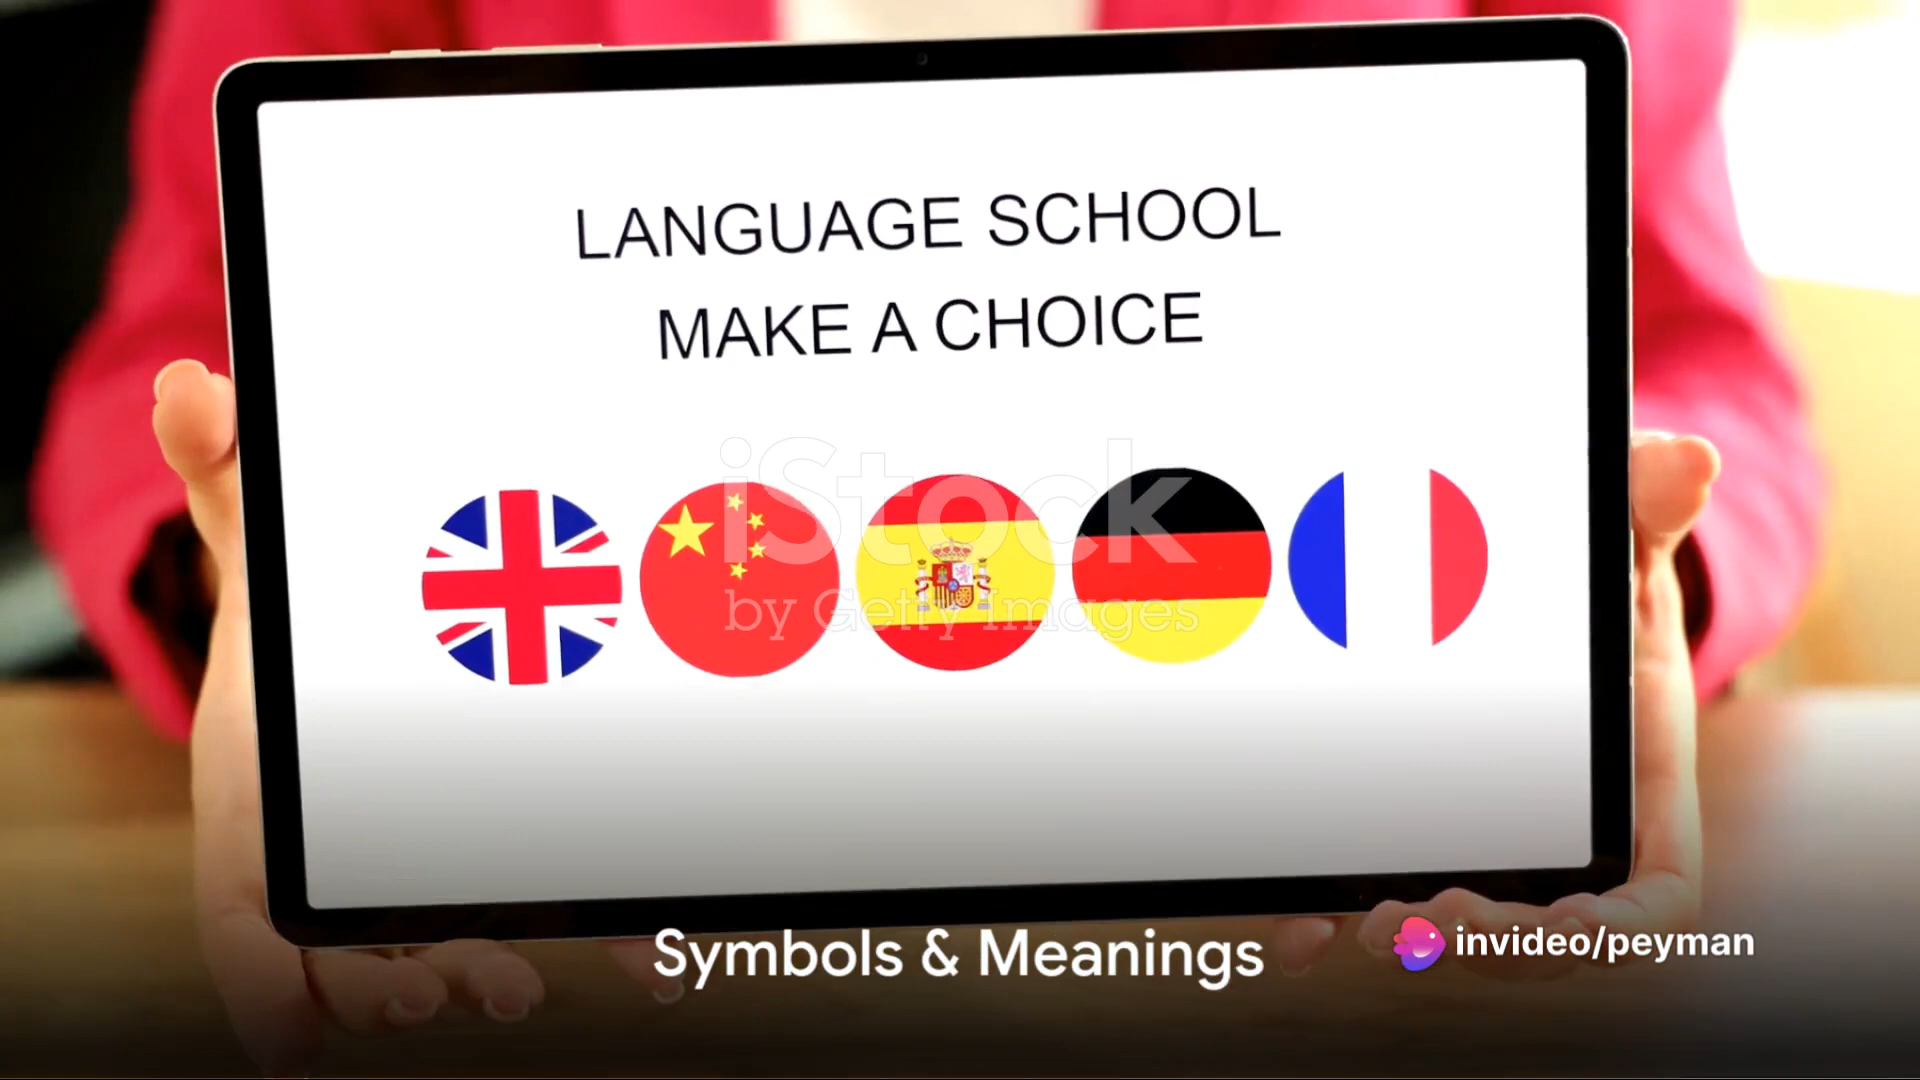 LANGUAGE SCHOOL
MAKE A CHOICE
iStock
by Getty Images
Symbols & Meanings
invideo/peyman